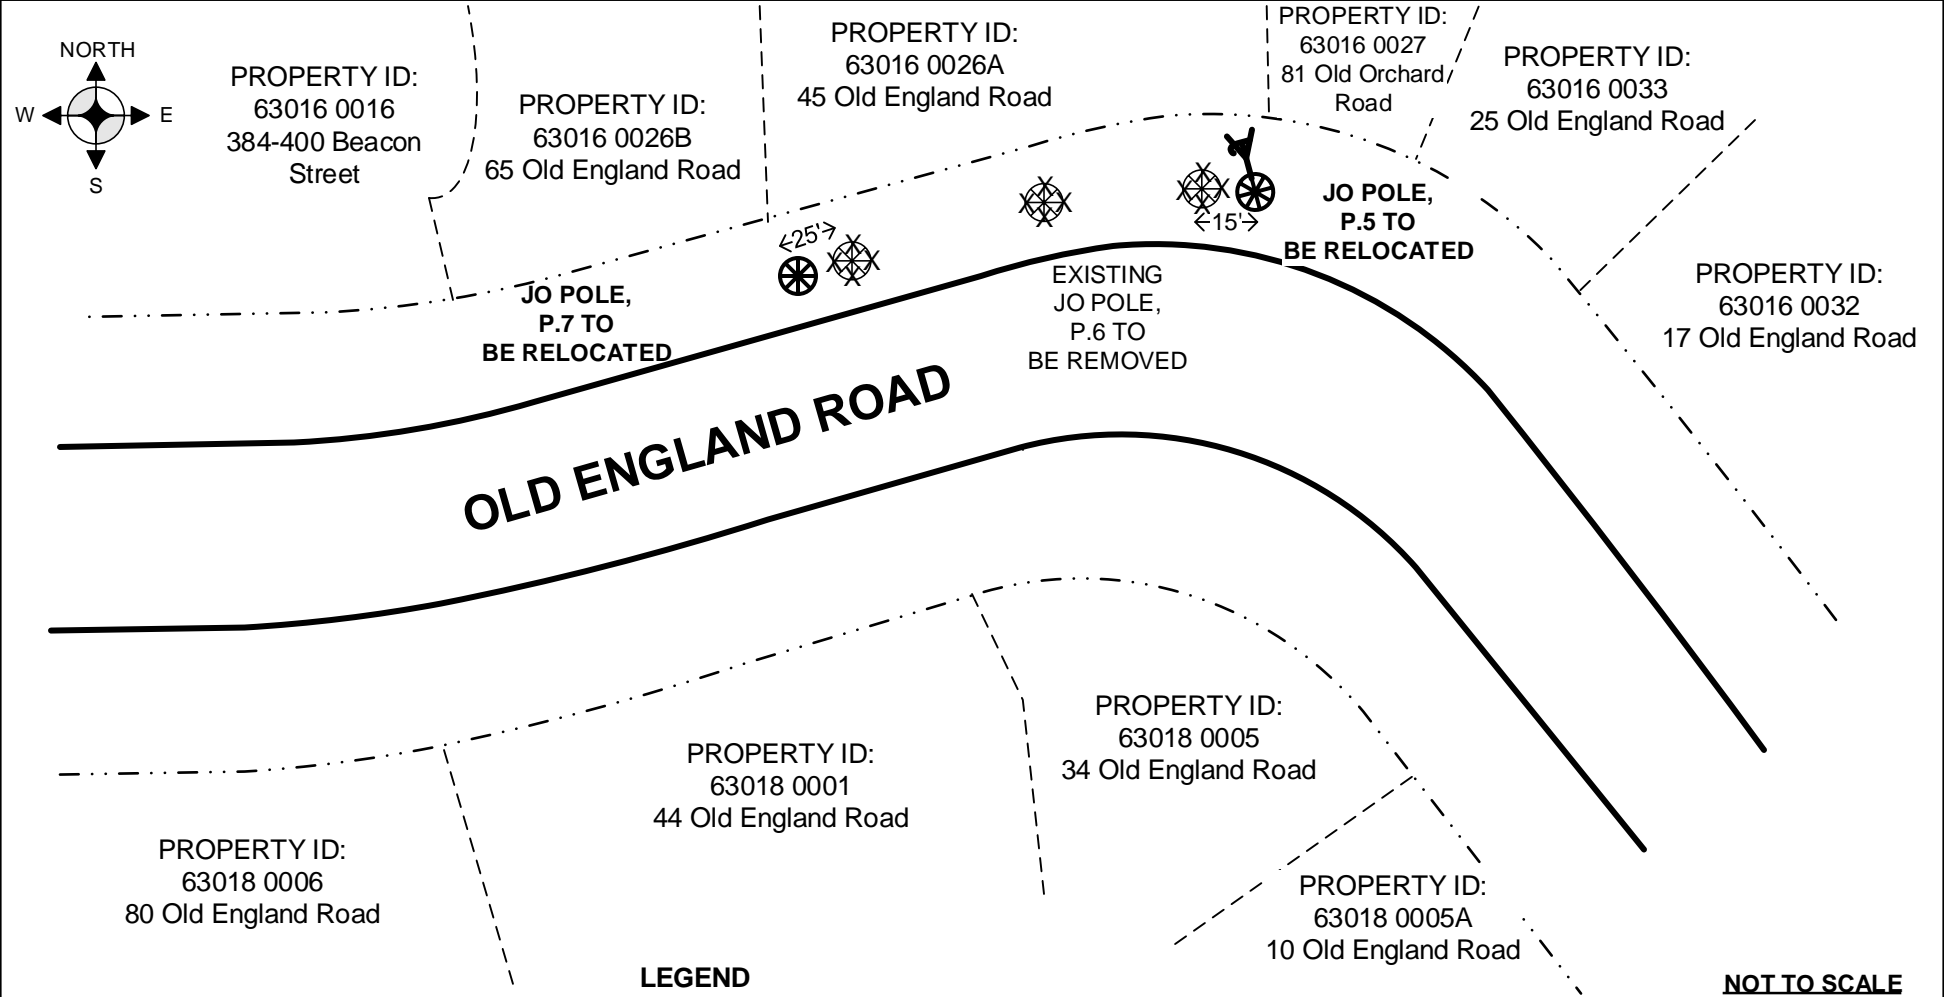 NORTH
W
E
S
PROPERTY ID:
63016 0016
384-400 Beacon
Street
PROPERTY ID:
63016 0026B
65 Old England Road
PROPERTY ID:
63016 0026A
45 Old England Road
PROPERTY ID:
63016 0027
81 Old Orchard
Road
PROPERTY ID:
63016 0033
25 Old England Road
PROPERTY ID:
63016 0032
17 Old England Road
25'
X X X X
X X X X
X X X X
15'
JO POLE,
P.7 TO
BE RELOCATED
EXISTING
JO POLE,
P.6 TO
BE REMOVED
JO POLE,
P.5 TO
BE RELOCATED
OLD ENGLAND ROAD
PROPERTY ID:
63018 0006
80 Old England Road
PROPERTY ID:
63018 0001
44 Old England Road
PROPERTY ID:
63018 0005
34 Old England Road
PROPERTY ID:
63018 0005A
10 Old England Road
LEGEND
NOT TO SCALE